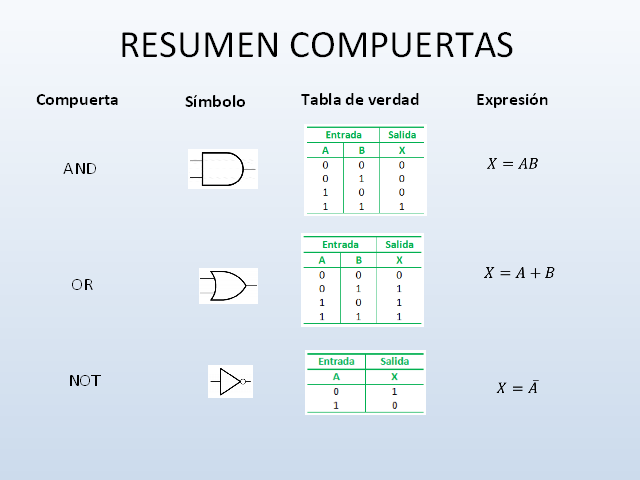 RESUMEN COMPUERTAS
Compuerta Símbolo Tabla de verdad Expresión
AND
Entrada Salida
A B X
0 0 0
0 1 0
1 0 0
1 1 1
X = AB
OR
Entrada Salida
A B X
0 0 0
0 1 1
1 0 1
1 1 1
X = A + B
NOT
Entrada Salida
A X
0 1
1 0
X = Ā